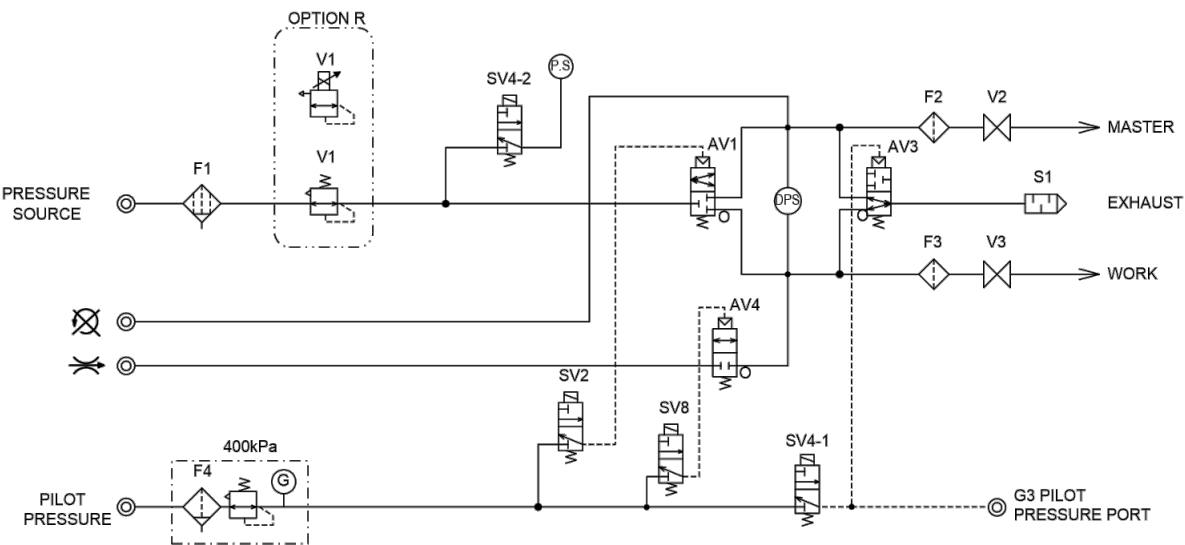 OPTION R
V1
SV4-2
P.S
F2
V2
MASTER
V1
F1
AV1
AV3
S1
PRESSURE
SOURCE
DPS
EXHAUST
F3
V3
WORK
AV4
SV2
SV8
SV4-1
400kPa
F4
G
PILOT
PRESSURE
G3 PILOT
PRESSURE PORT